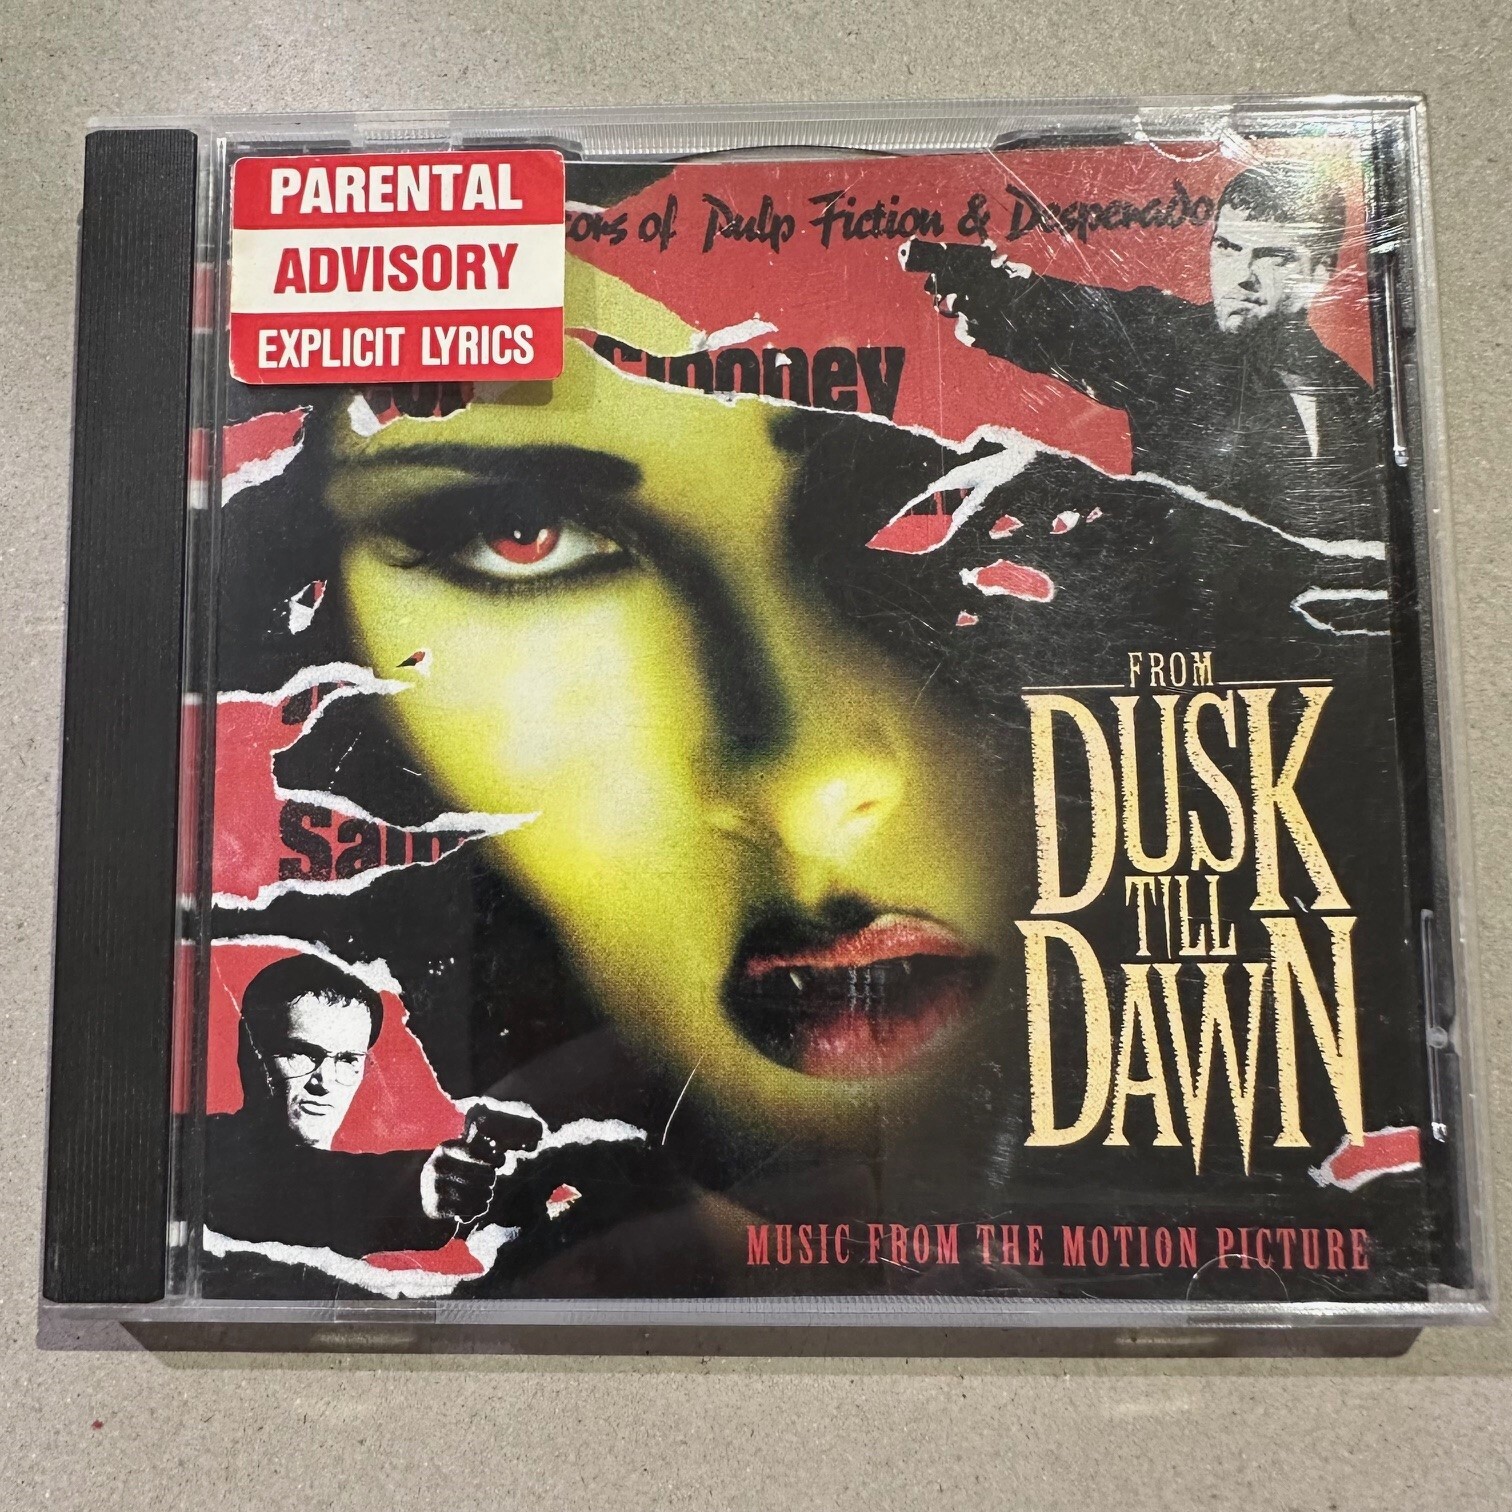 PARENTAL
ADVISORY
EXPLICIT LYRICS
of Pulp Fiction & Desperado
FROM
DUSK
TILL
DAWN
MUSIC FROM THE MOTION PICTURE